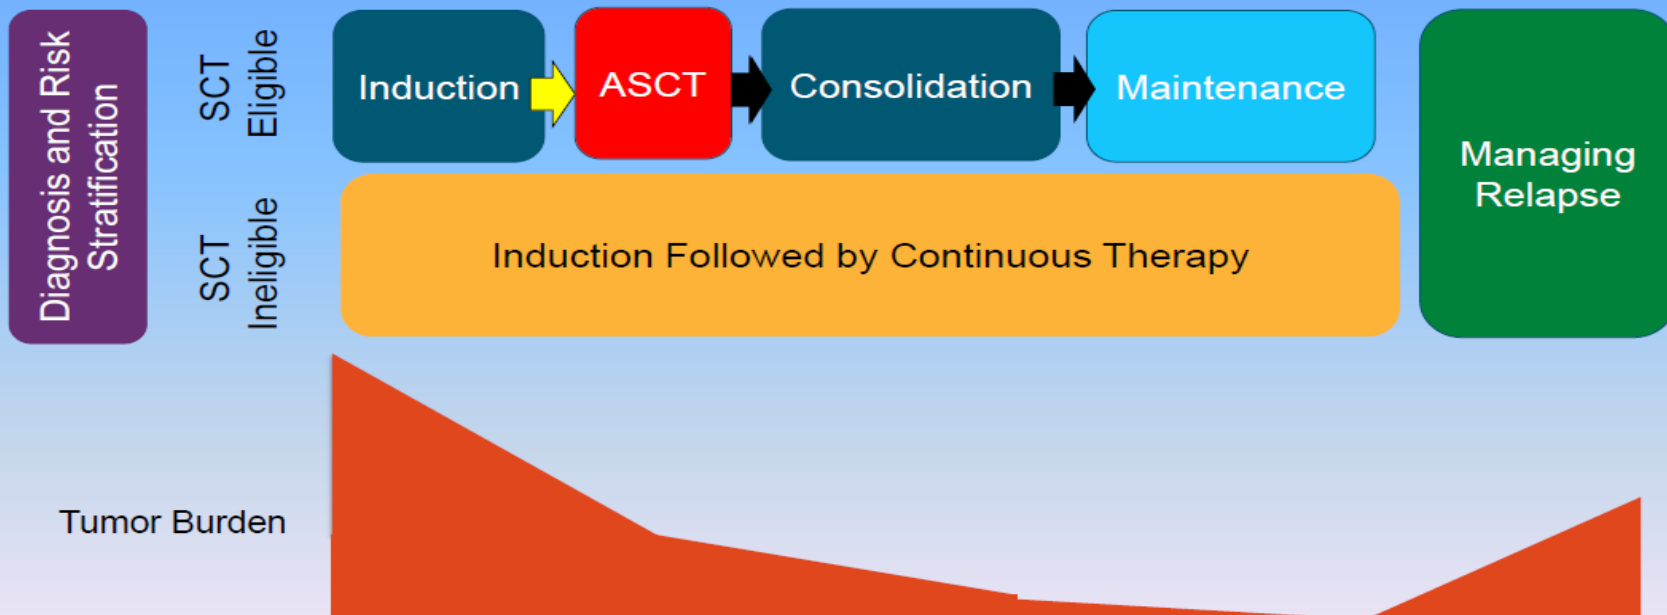 Diagnosis and Risk
Stratification
SCT
Eligible
Induction
ASCT
Consolidation
Maintenance
Managing
Relapse
SCT
Ineligible
Induction Followed by Continuous Therapy
Tumor Burden